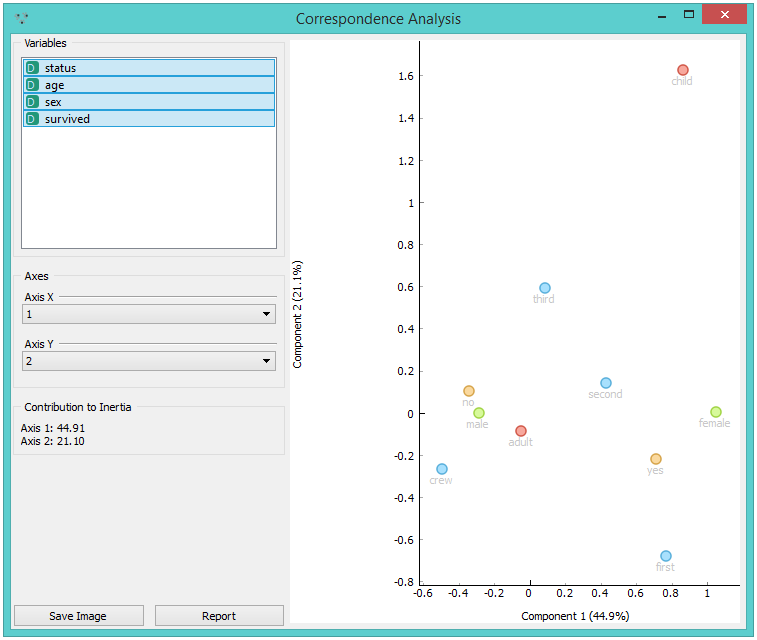 Correspondence Analysis
Variables
D status
D age
D sex
D survived
Axes
Axis X
1
Axis Y
2
Contribution to Inertia
Axis 1: 44.91
Axis 2: 21.10
Save Image
Report
Component 2 (21.1%)
1.6
1.4
1.2
1
0.8
0.6
0.4
0.2
0
-0.2
-0.4
-0.6
-0.8
child
third
second
no
male
female
adult
yes
crew
first
-0.6 -0.4 -0.2 0 0.2 0.4 0.6 0.8 1
Component 1 (44.9%)